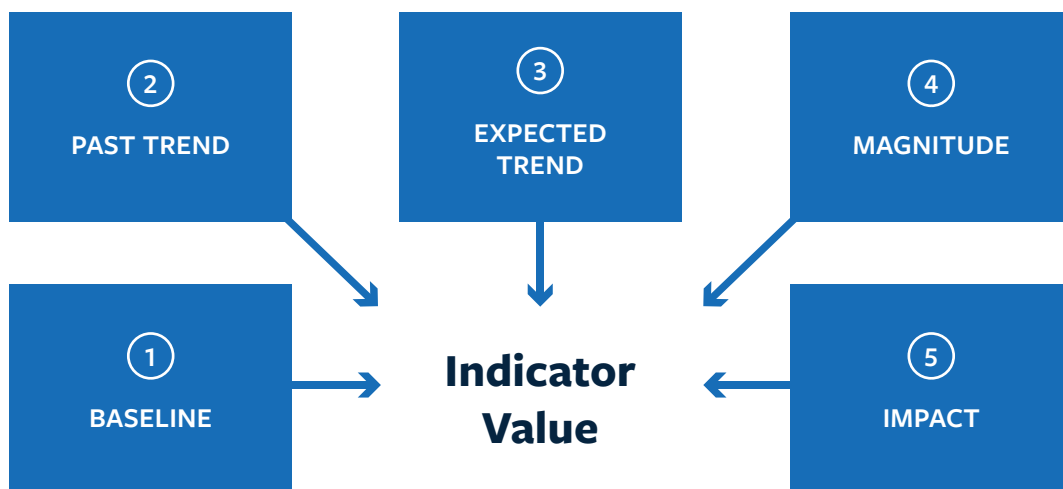 2
PAST TREND
3
EXPECTED
TREND
4
MAGNITUDE
1
BASELINE
Indicator
Value
5
IMPACT